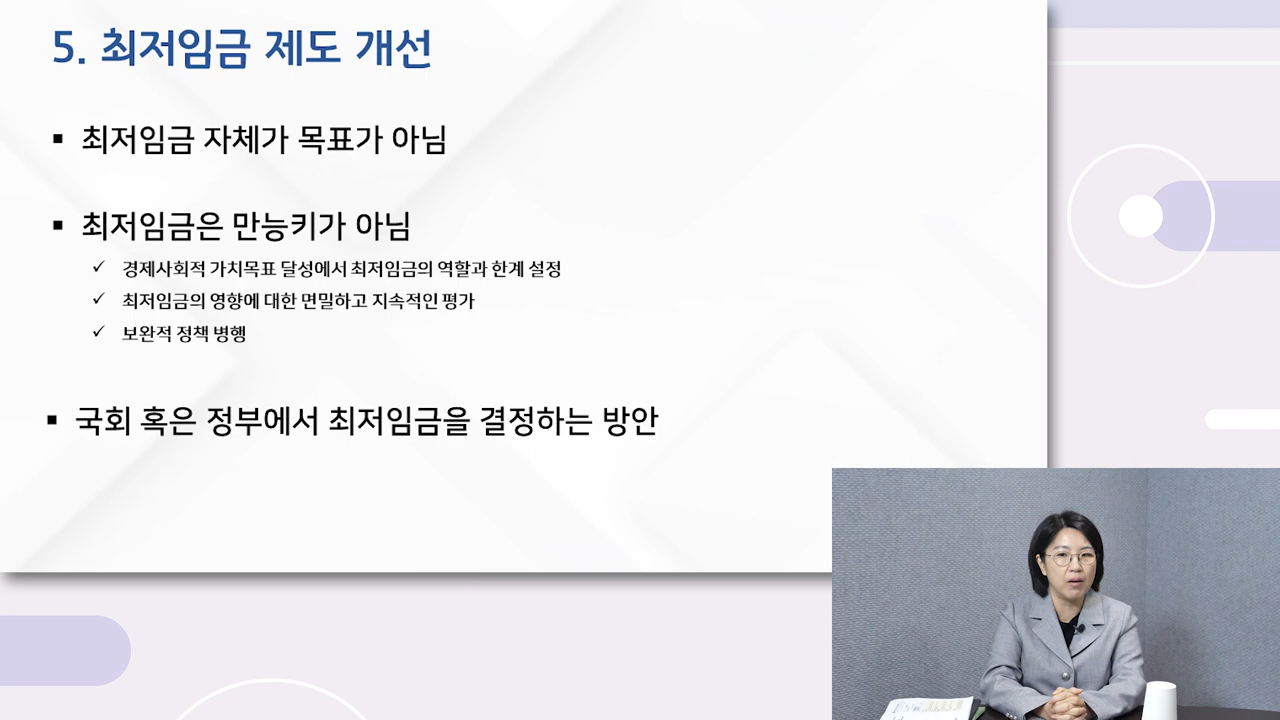 5. 최저임금 제도 개선
▪ 최저임금 자체가 목표가 아님
▪ 최저임금은 만능키가 아님
✓ 경제사회적 가치목표 달성에서 최저임금의 역할과 한계 설정
✓ 최저임금의 영향에 대한 면밀하고 지속적인 평가
✓ 보완적 정책 병행
▪ 국회 혹은 정부에서 최저임금을 결정하는 방안